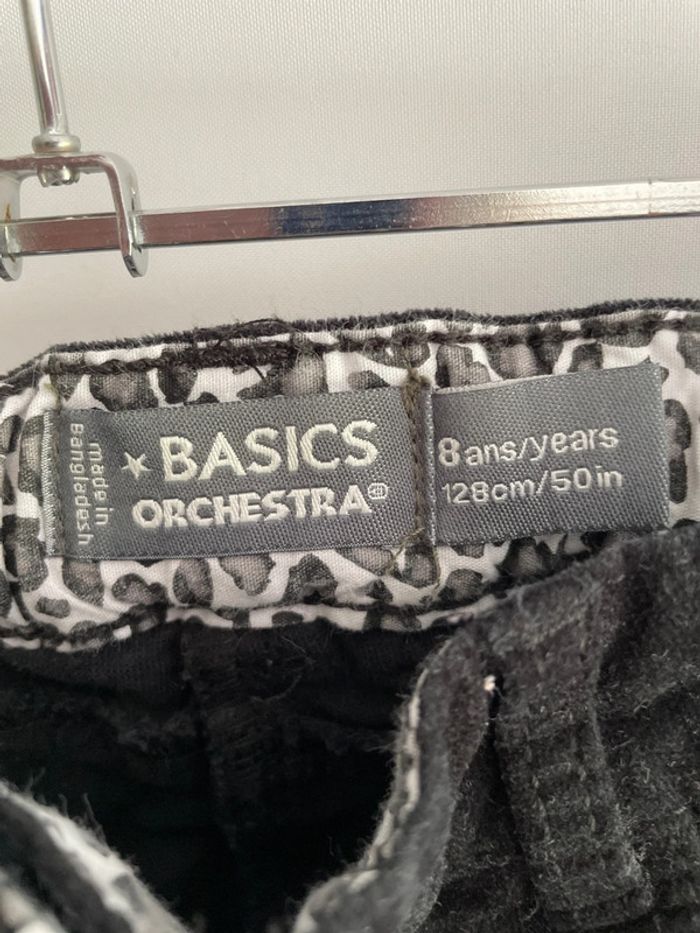 made in
Bangladesh
BASICS
ORCHESTRA
8 ans/years
128cm/50in